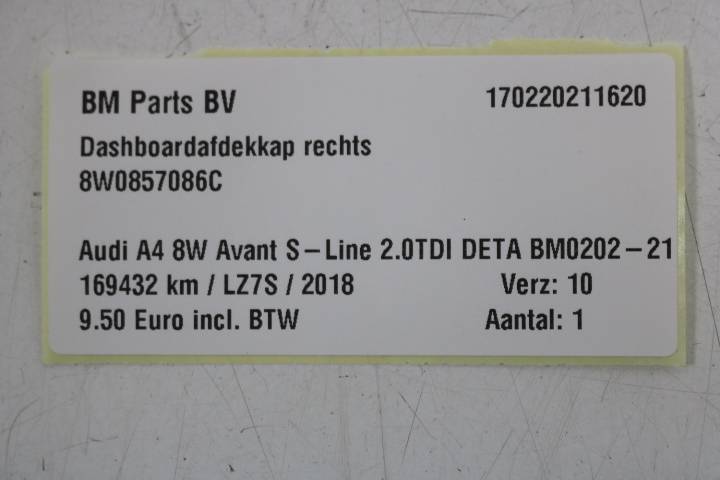 BM Parts BV 170220211620
Dashboardafdekkap rechts
8W0857086C
Audi A4 8W Avant S-Line 2.0TDI DETA BM0202-21
169432 km / LZ7S / 2018 Verz: 10
9.50 Euro incl. BTW Aantal: 1